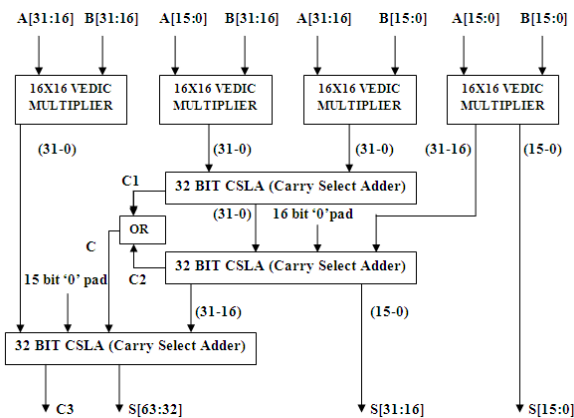 A[31:16] B[31:16] A[15:0] B[31:16] A[31:16] B[15:0] A[15:0] B[15:0]
16X16 VEDIC MULTIPLIER
16X16 VEDIC MULTIPLIER
16X16 VEDIC MULTIPLIER
16X16 VEDIC MULTIPLIER
(31-0) (31-0) (31-0) (31-16) (15-0)
C1
32 BIT CSLA (Carry Select Adder)
(31-0) 16 bit ‘0’pad
OR
C
C2
32 BIT CSLA (Carry Select Adder)
15 bit ‘0’ pad
(31-16) (15-0)
32 BIT CSLA (Carry Select Adder)
C3 S[63:32] S[31:16] S[15:0]